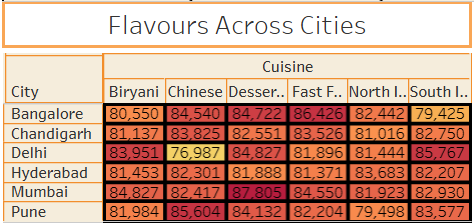 Flavours Across Cities
Cuisine
City Biryani Chinese Desser.. Fast F.. North I.. South I..
Bangalore 80,550 84,540 84,722 86,426 82,442 79,425
Chandigarh 81,137 83,825 82,551 83,526 81,016 82,750
Delhi 83,951 76,987 84,827 81,896 81,444 85,767
Hyderabad 81,453 82,301 81,888 81,371 83,683 82,207
Mumbai 84,827 82,417 87,805 84,550 81,923 82,930
Pune 81,984 85,604 84,132 82,204 79,498 83,577